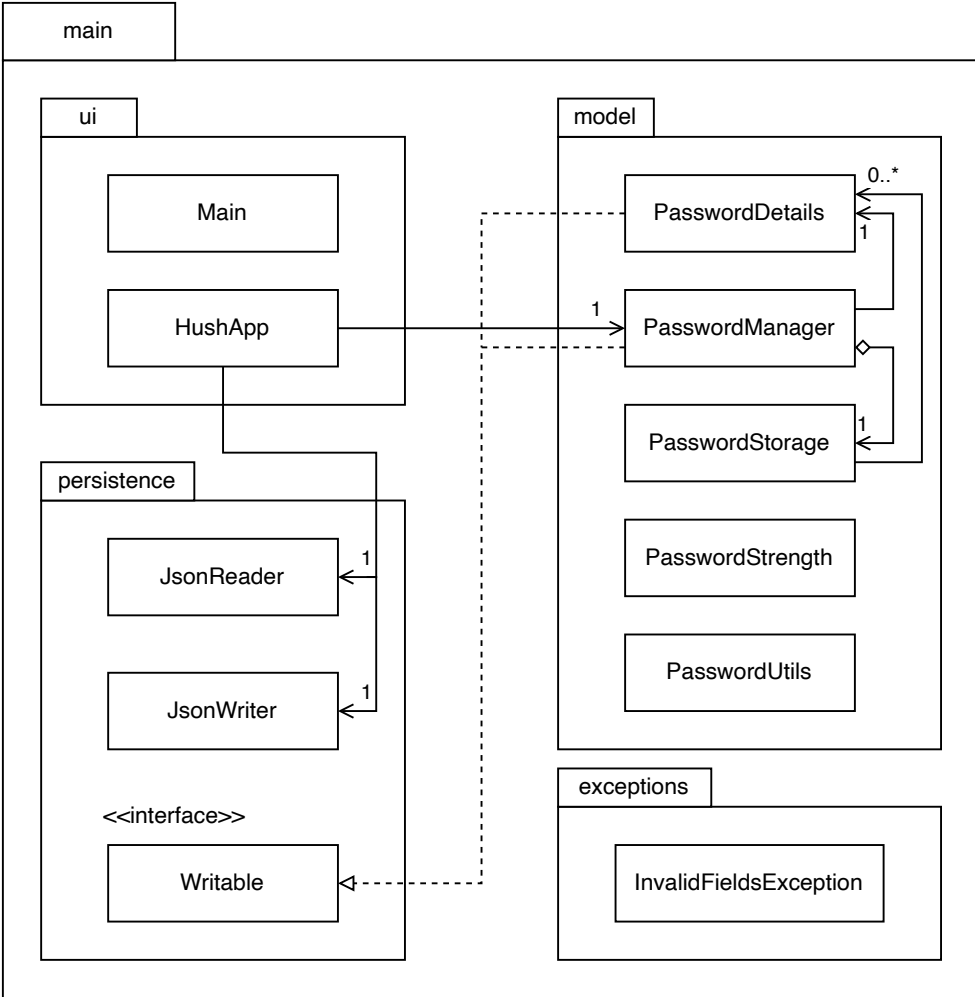 main
ui
Main
HushApp
model
PasswordDetails
0..*
1
PasswordManager
1
PasswordStorage
1
PasswordStrength
PasswordUtils
persistence
JsonReader
1
JsonWriter
1
<<interface>>
Writable
exceptions
InvalidFieldsException